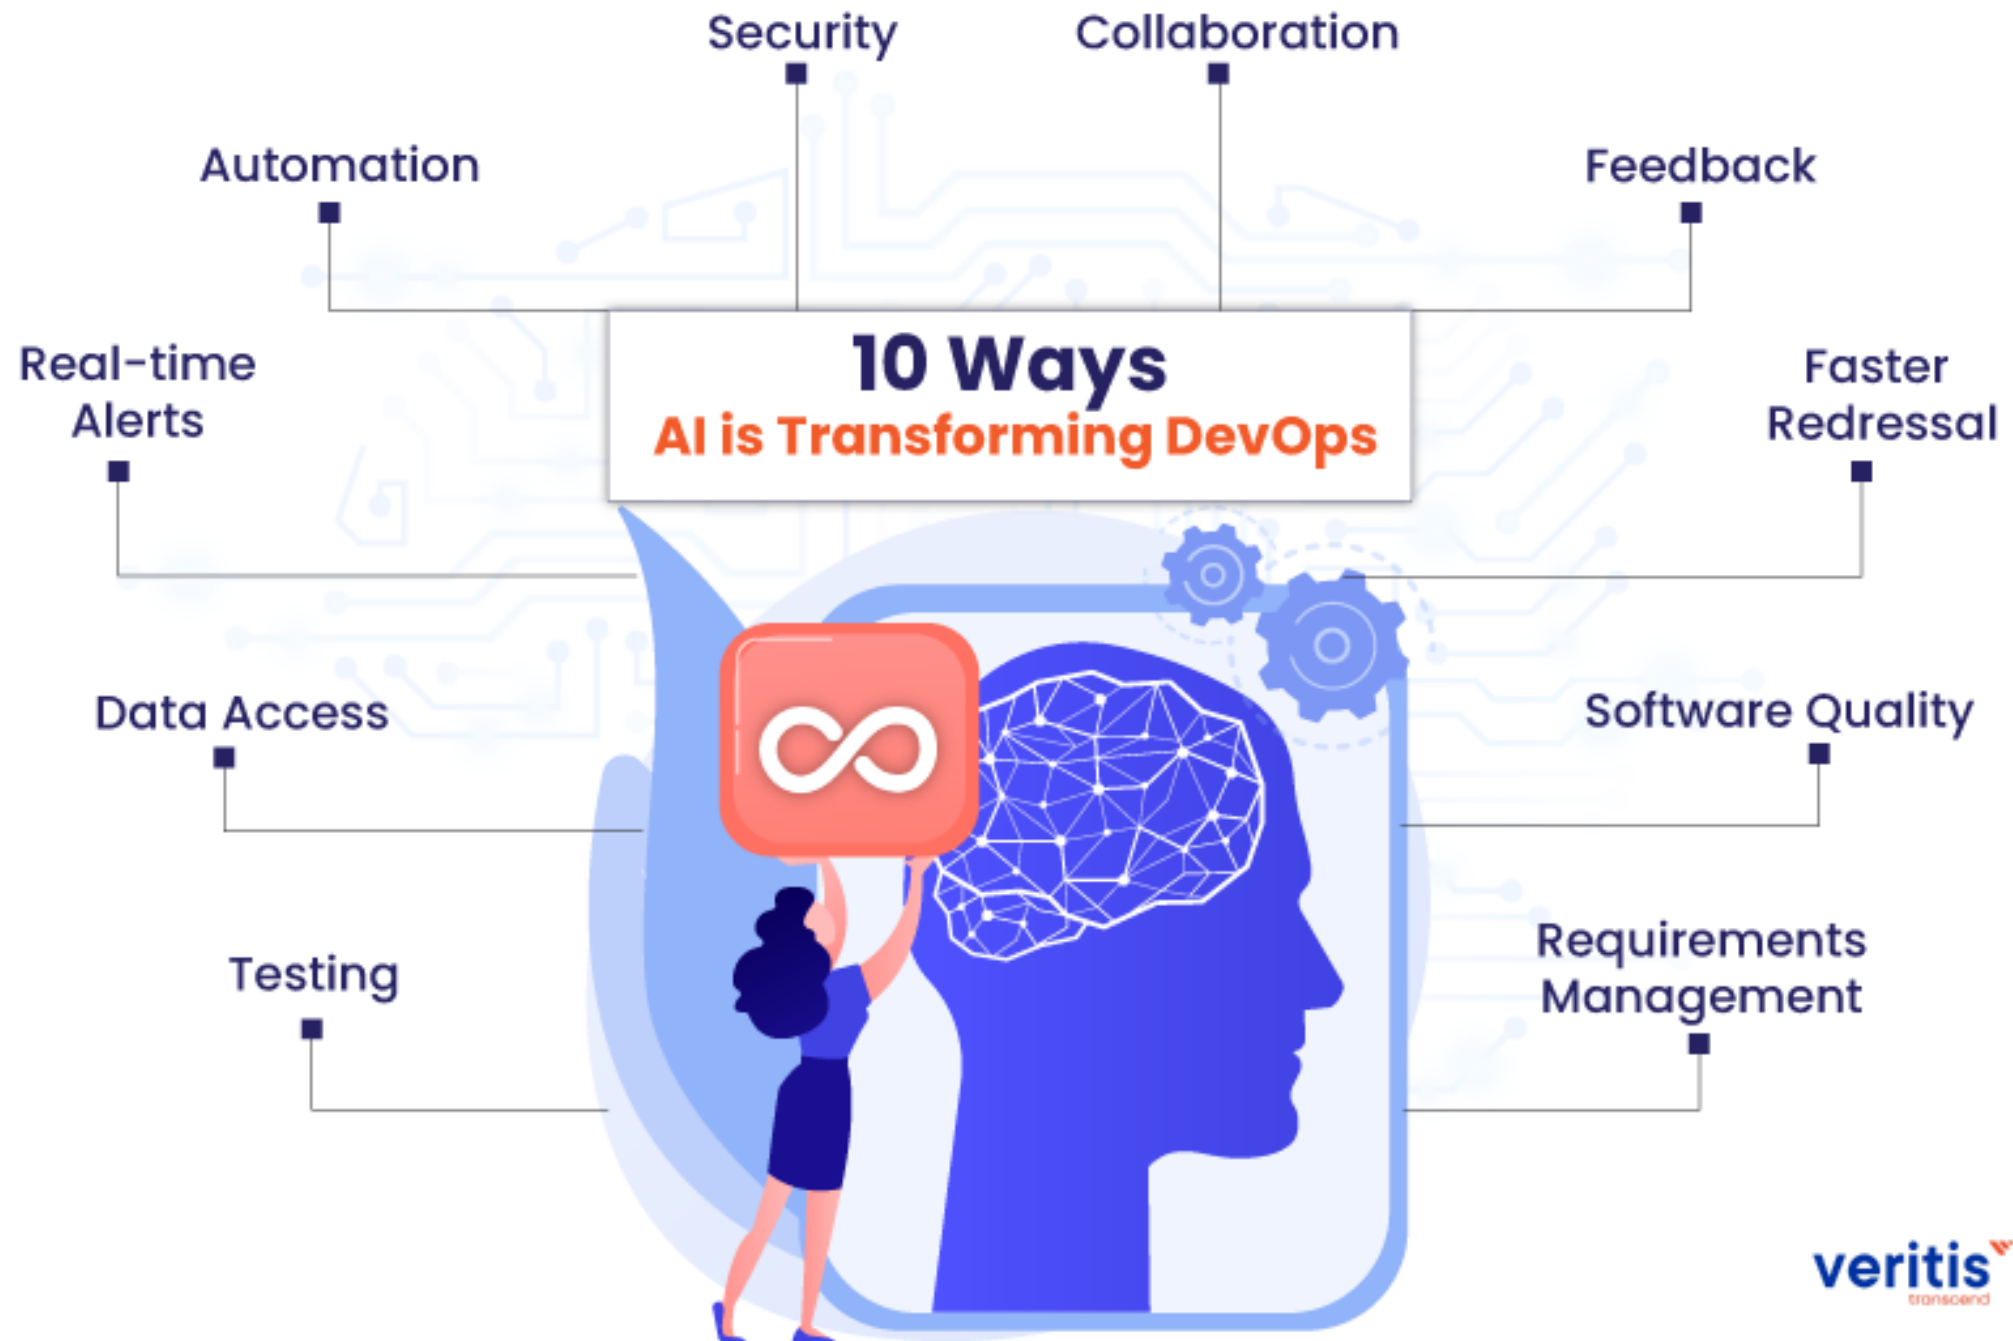 Security
Collaboration
Automation
Feedback
10 Ways
AI is Transforming DevOps
Real-time
Alerts
Faster
Redressal
Data Access
Software Quality
Testing
Requirements
Management
veritis
transcend